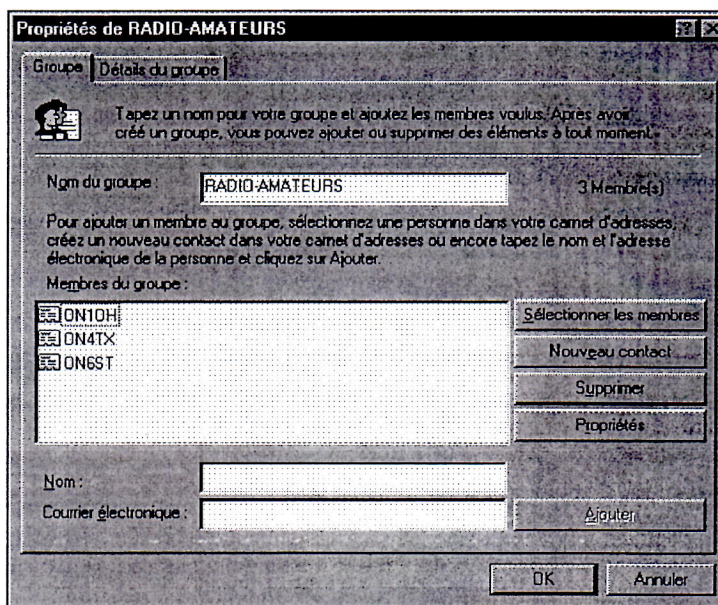 Propriétés de RADIO-AMATEURS
Groupe
Détails du groupe
Tapez un nom pour votre groupe et ajoutez les membres voulus. Après avoir
créé un groupe, vous pouvez ajouter ou supprimer des éléments à tout moment.
Nom du groupe :
RADIO-AMATEURS
3 Membre(s)
Pour ajouter un membre au groupe, sélectionnez une personne dans votre carnet d'adresses,
créez un nouveau contact dans votre carnet d'adresses ou encore tapez le nom et l'adresse
électronique de la personne et cliquez sur Ajouter.
Membres du groupe :
ON1OH
Sélectionner les membres
ON4TX
Nouveau contact
ON6ST
Supprimer
Propriétés
Nom :
Courrier électronique :
Ajouter
OK
Annuler